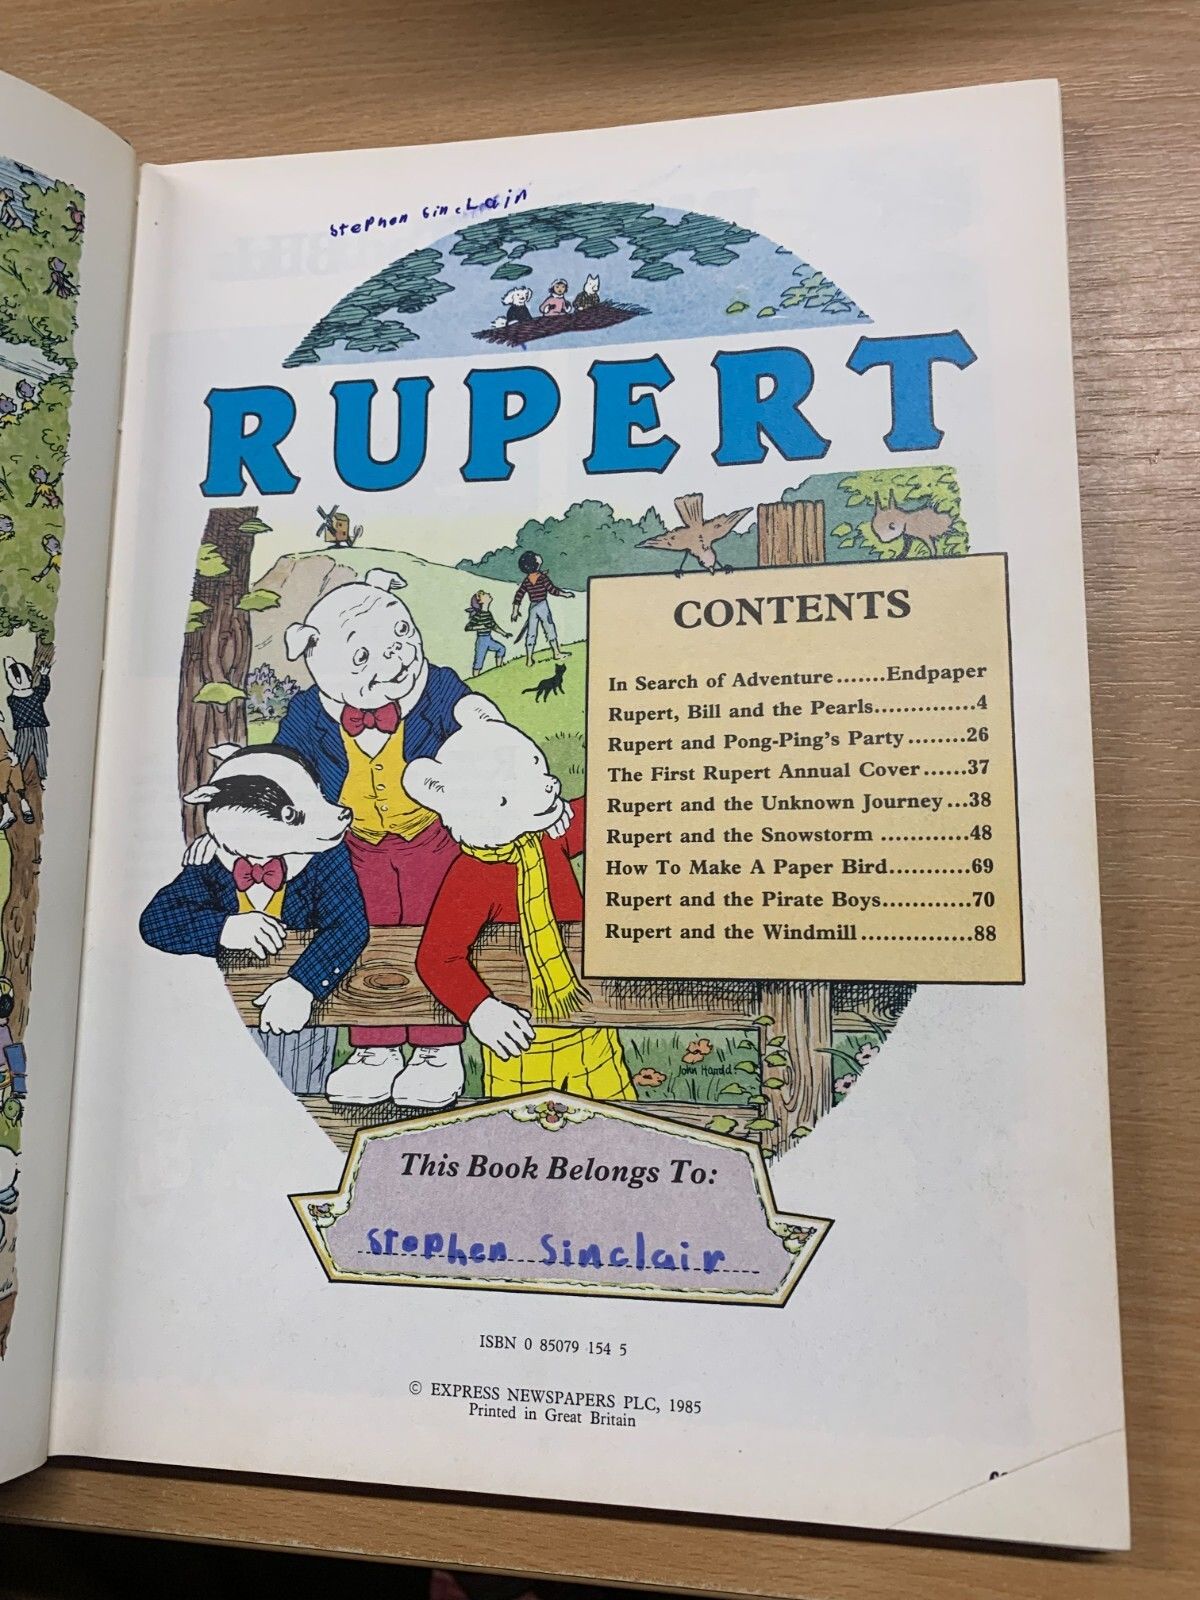 Stephen Sinclain
RUPERT
CONTENTS
In Search of Adventure.......Endpaper
Rupert, Bill and the Pearls..............4
Rupert and Pong-Ping's Party........26
The First Rupert Annual Cover......37
Rupert and the Unknown Journey...38
Rupert and the Snowstorm ............48
How To Make A Paper Bird...........69
Rupert and the Pirate Boys............70
Rupert and the Windmill................88
John Harrold
This Book Belongs To:
Stephen Sinclair
ISBN 0 85079 154 5
© EXPRESS NEWSPAPERS PLC, 1985
Printed in Great Britain